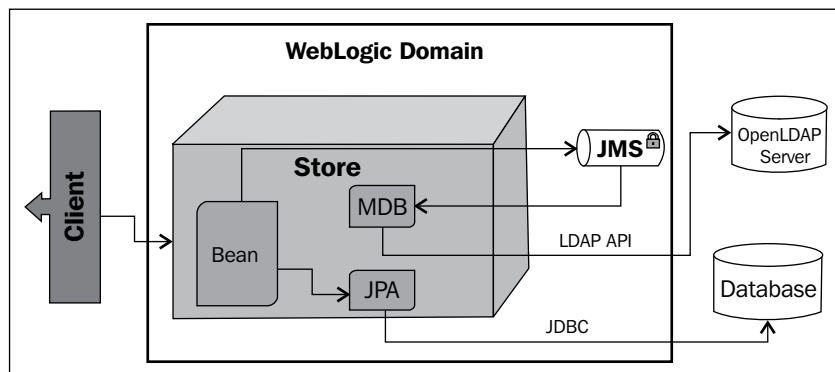 WebLogic Domain
Client
Store
Bean
MDB
JPA
JMS
LDAP API
JDBC
OpenLDAP
Server
Database